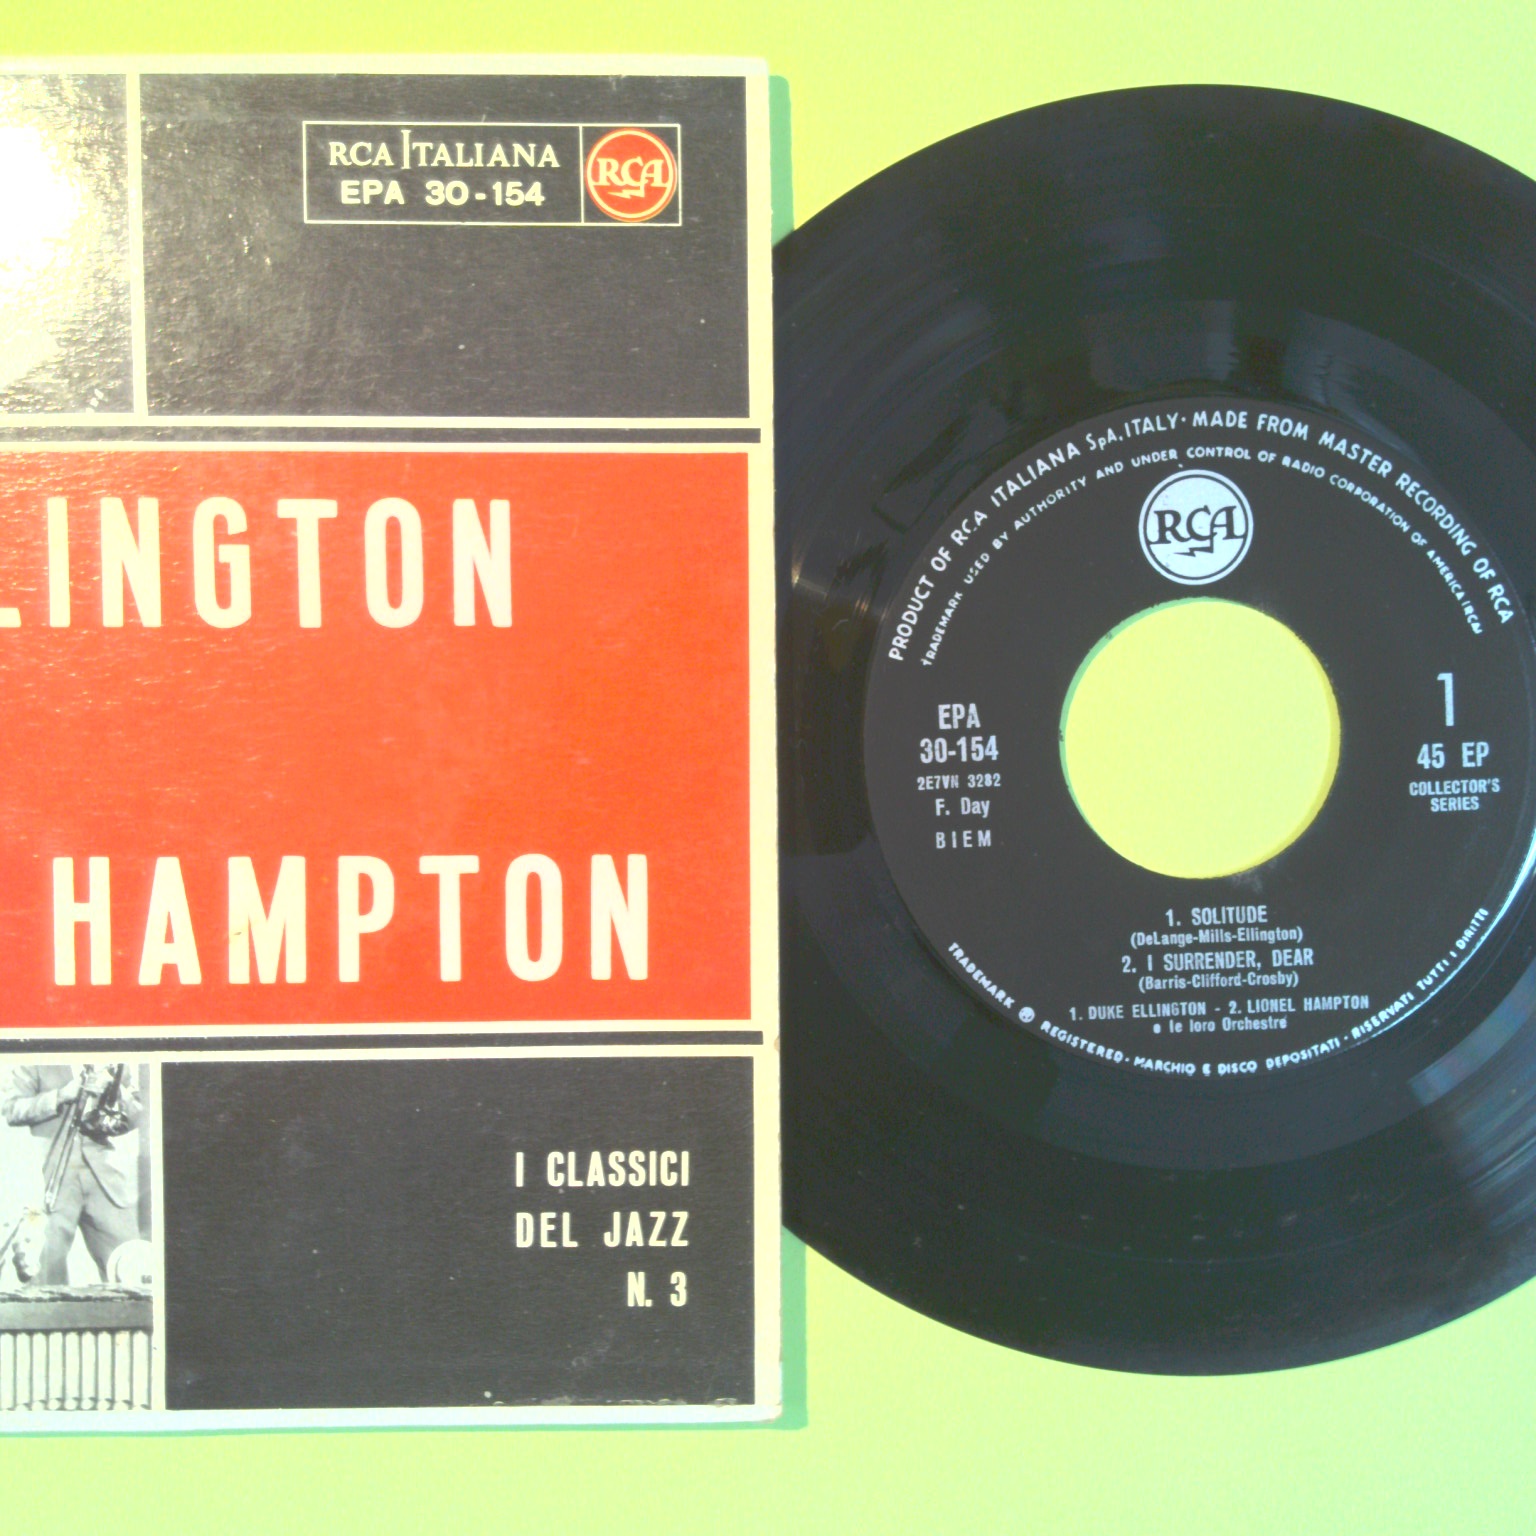 RCA ITALIANA
EPA 30-154
RCA
LINGTON
HAMPTON
I CLASSICI
DEL JAZZ
N. 3
PRODUCT OF RCA ITALIANA SpA. ITALY · MADE FROM MASTER RECORDING OF RCA
TRADEMARK USED BY AUTHORITY AND UNDER CONTROL OF RADIO CORPORATION OF AMERICA (RCA)
RCA
EPA
30-154
2E7VH 3282
F. Day
BIEM
1
45 EP
COLLECTOR'S
SERIES
1. SOLITUDE
(DeLange-Mills-Ellington)
2. I SURRENDER, DEAR
(Barris-Clifford-Crosby)
1. DUKE ELLINGTON - 2. LIONEL HAMPTON
e le loro Orchestre
TRADEMARK ® REGISTERED · MARCHIO E DISCO DEPOSITATI · RISERVATI TUTTI I DIRITTI